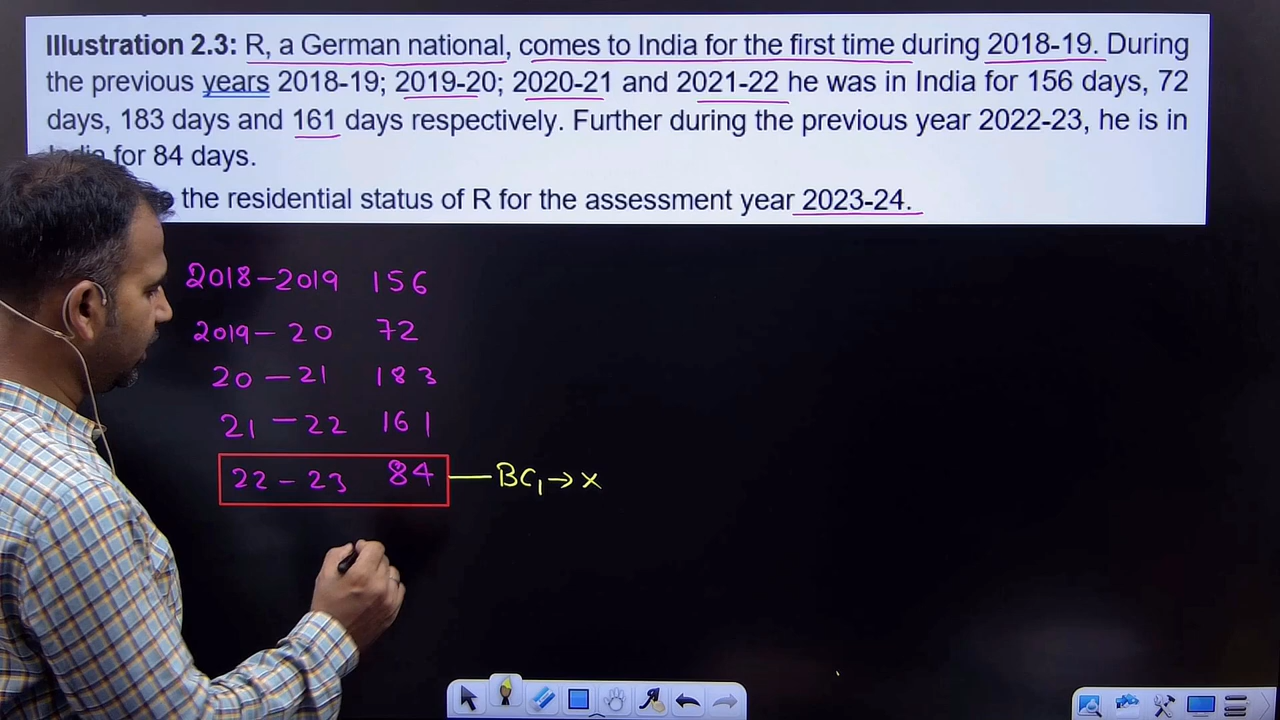 Illustration 2.3: R, a German national, comes to India for the first time during 2018-19. During
the previous years 2018-19; 2019-20; 2020-21 and 2021-22 he was in India for 156 days, 72
days, 183 days and 161 days respectively. Further during the previous year 2022-23, he is in
for 84 days.
the residential status of R for the assessment year 2023-24.
2018-2019 156
2019-20 72
20-21 183
21-22 161
22-23 84 — BC1 → x